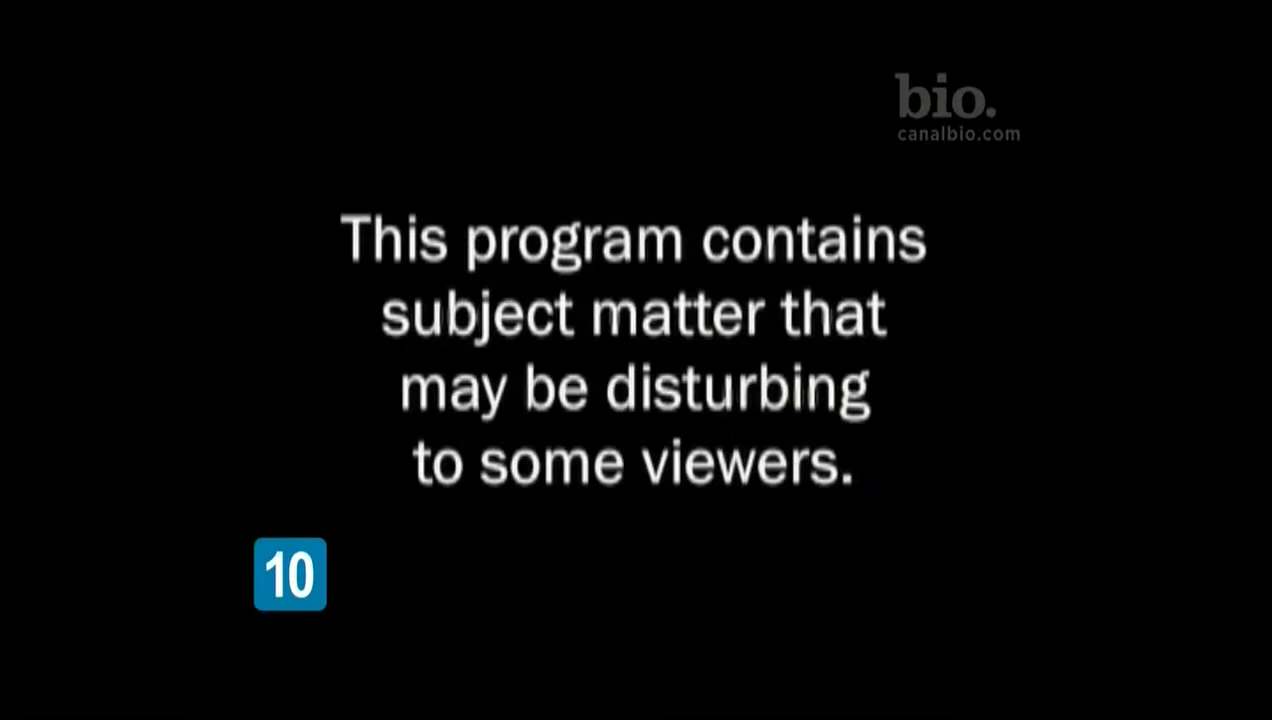 bio.
canalbio.com
This program contains
subject matter that
may be disturbing
to some viewers.
10